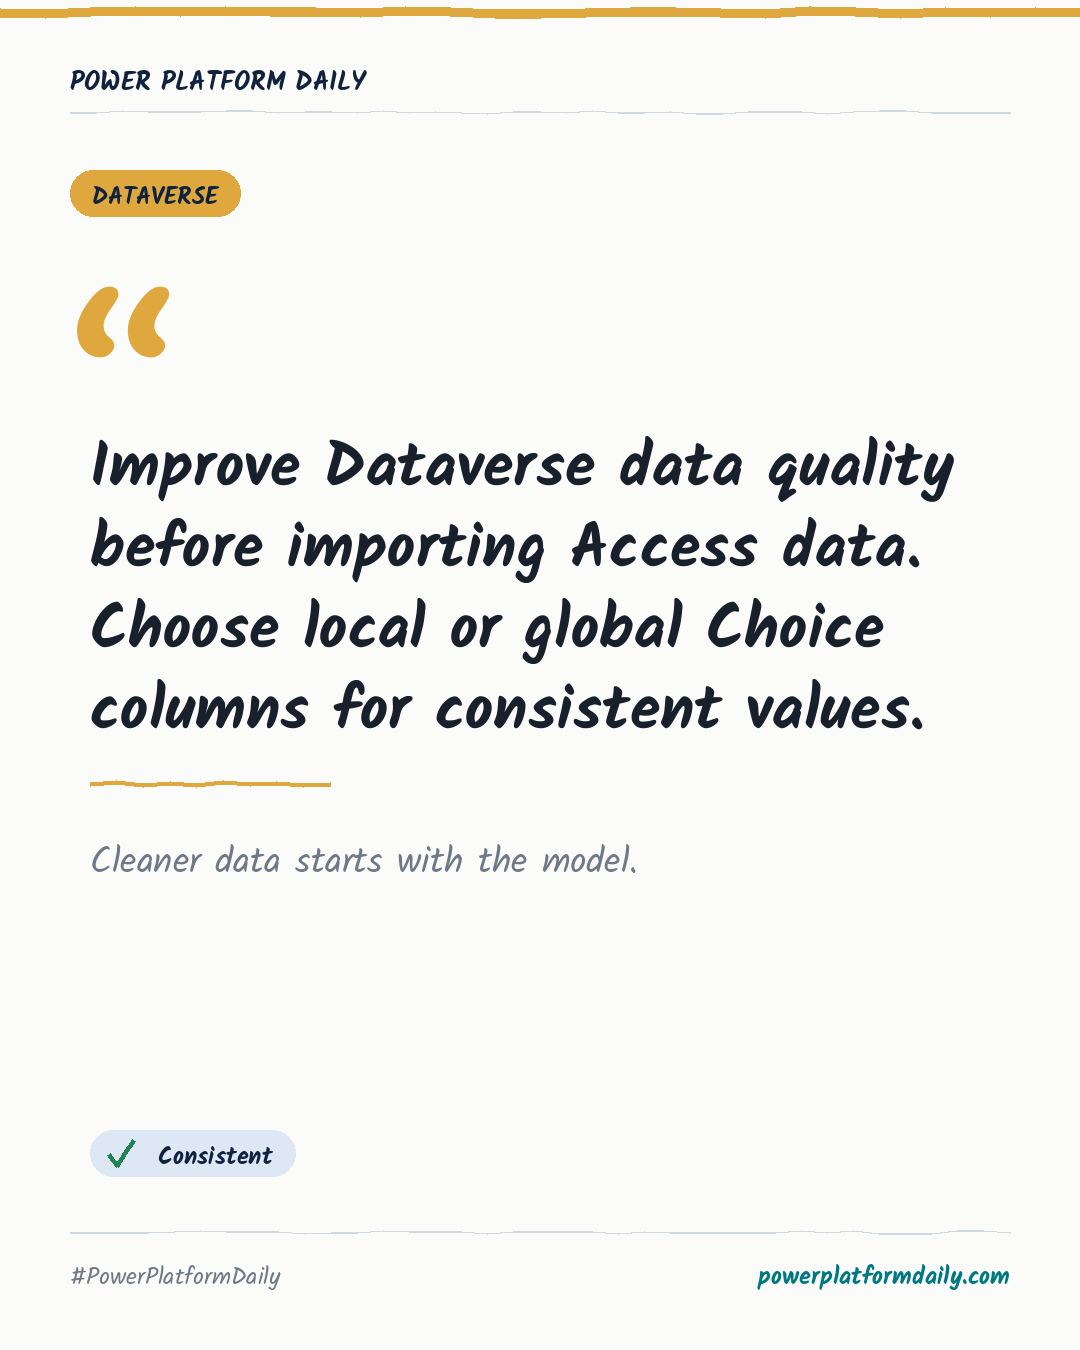 POWER PLATFORM DAILY
DATAVERSE
“
Improve Dataverse data quality
before importing Access data.
Choose local or global Choice
columns for consistent values.
Cleaner data starts with the model.
✓ Consistent
#PowerPlatformDaily
powerplatformdaily.com